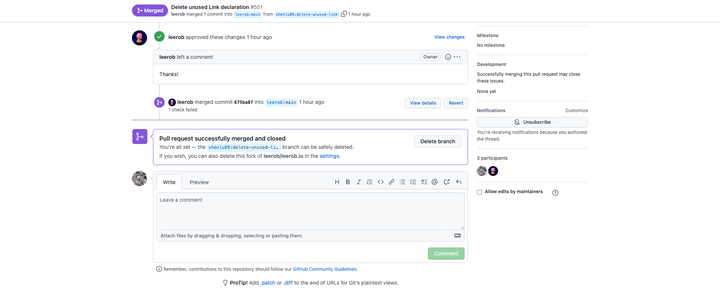 Merged
Delete unused Link declaration #551
leerob merged 1 commit into leerob:main from shenlu89:delete-unused-link 1 hour ago
leerob approved these changes 1 hour ago
View changes
leerob left a comment
Owner
Thanks!
leerob merged commit 675be07 into leerob:main 1 hour ago
1 check failed
View details
Revert
Pull request successfully merged and closed
You're all set — the shenlu89:delete-unused-li… branch can be safely deleted.
If you wish, you can also delete this fork of leerob/leerob.io in the settings.
Delete branch
Write
Preview
Leave a comment
Attach files by dragging & dropping, selecting or pasting them.
Comment
Remember, contributions to this repository should follow our GitHub Community Guidelines.
ProTip! Add .patch or .diff to the end of URLs for Git's plaintext views.
Milestone
No milestone
Development
Successfully merging this pull request may close
these issues.
None yet
Notifications
Customize
Unsubscribe
You're receiving notifications because you authored
the thread.
2 participants
Allow edits by maintainers